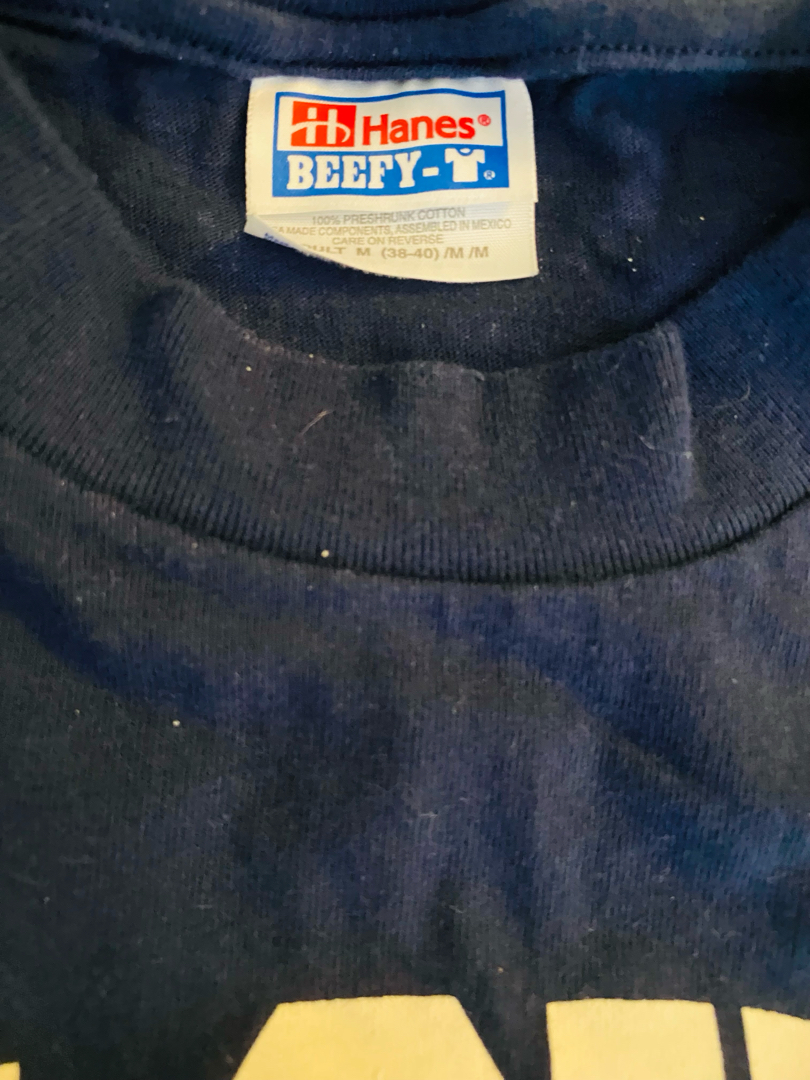 Hanes®
BEEFY-T®
100% PRESHRUNK COTTON
MADE COMPONENTS, ASSEMBLED IN MEXICO
CARE ON REVERSE
M (38-40) /M /M